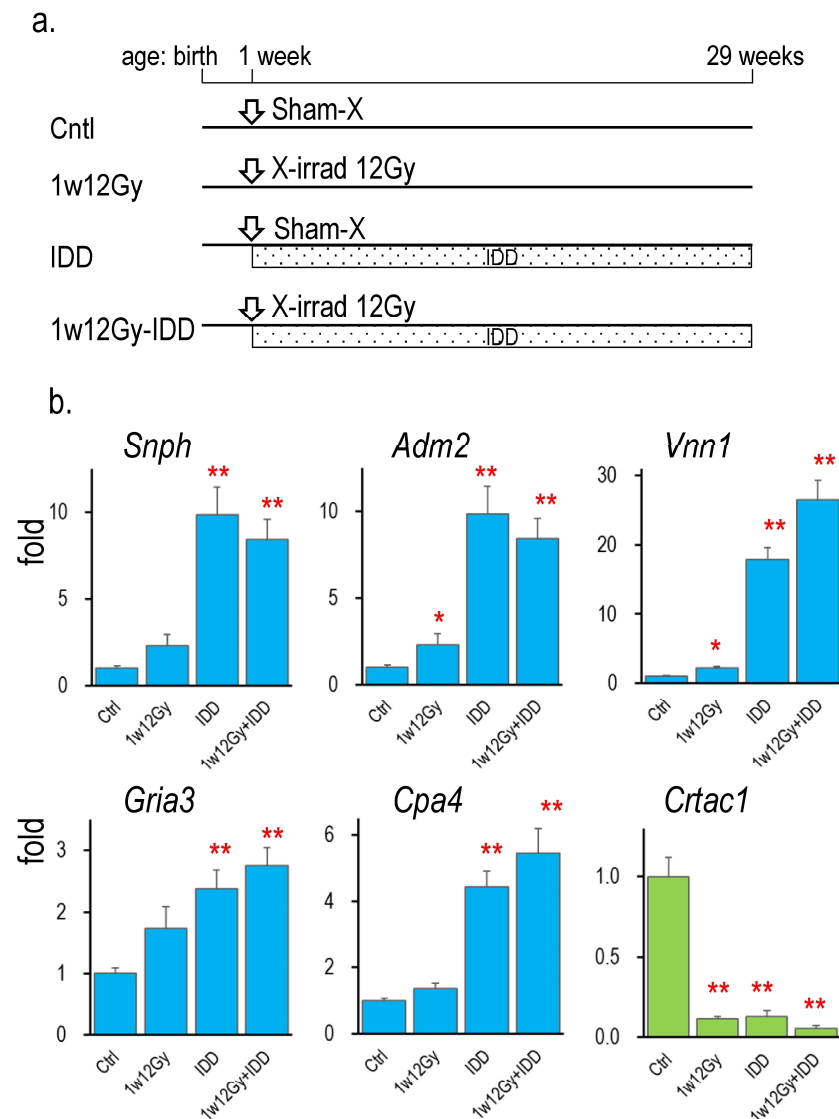 a.
age: birth 1 week 29 weeks
Cntl Sham-X
1w12Gy X-irrad 12Gy
IDD Sham-X
IDD
1w12Gy-IDD X-irrad 12Gy
IDD
b.
Snph Adm2 Vnn1
fold
** ** **
** ** **
* *
10 10 30
20
5 5 10
0 0 0
Ctrl 1w12Gy IDD 1w12Gy+IDD Ctrl 1w12Gy IDD 1w12Gy+IDD Ctrl 1w12Gy IDD 1w12Gy+IDD
Gria3 Cpa4 Crtac1
fold
** ** ** **
** ** **
3 6 1.0
2 4 0.5
1 2
0 0 0.0
Ctrl 1w12Gy IDD 1w12Gy+IDD Ctrl 1w12Gy IDD 1w12Gy+IDD Ctrl 1w12Gy IDD 1w12Gy+IDD